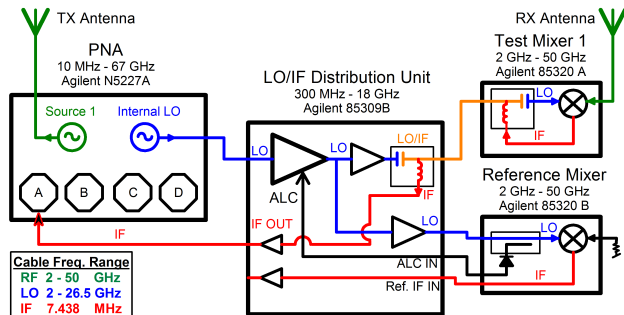 TX Antenna
RX Antenna
PNA
10 MHz - 67 GHz
Agilent N5227A
Source 1
Internal LO
A
B
C
D
LO/IF Distribution Unit
300 MHz - 18 GHz
Agilent 85309B
LO
LO
LO/IF
ALC
IF
IF OUT
LO
ALC IN
Ref. IF IN
IF
Test Mixer 1
2 GHz - 50 GHz
Agilent 85320 A
LO
IF
Reference Mixer
2 GHz - 50 GHz
Agilent 85320 B
LO
IF
Cable Freq. Range
RF 2 - 50 GHz
LO 2 - 26.5 GHz
IF 7.438 MHz